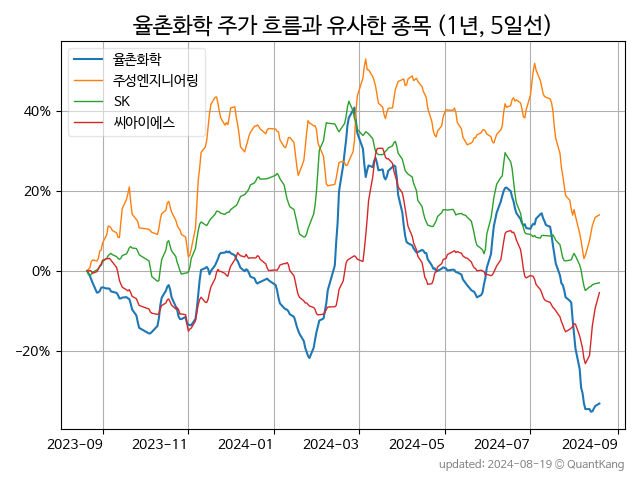 율촌화학 주가 흐름과 유사한 종목 (1년, 5일선)
율촌화학
주성엔지니어링
SK
씨아이에스
40%
20%
0%
−20%
2023-09 2023-11 2024-01 2024-03 2024-05 2024-07 2024-09
updated: 2024-08-19 © QuantKang